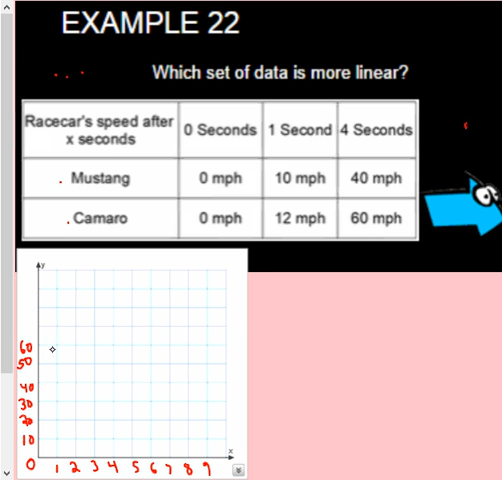 EXAMPLE 22
Which set of data is more linear?
Racecar's speed after x seconds 0 Seconds 1 Second 4 Seconds
Mustang 0 mph 10 mph 40 mph
Camaro 0 mph 12 mph 60 mph
y
60
50
40
30
20
10
0
x
1 2 3 4 5 6 7 8 9